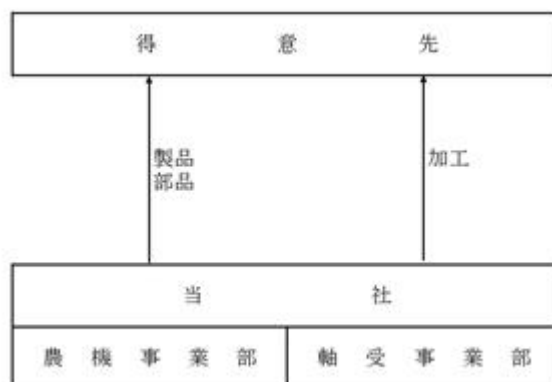 得意先
製品
部品
加工
当社
農機事業部
軸受事業部